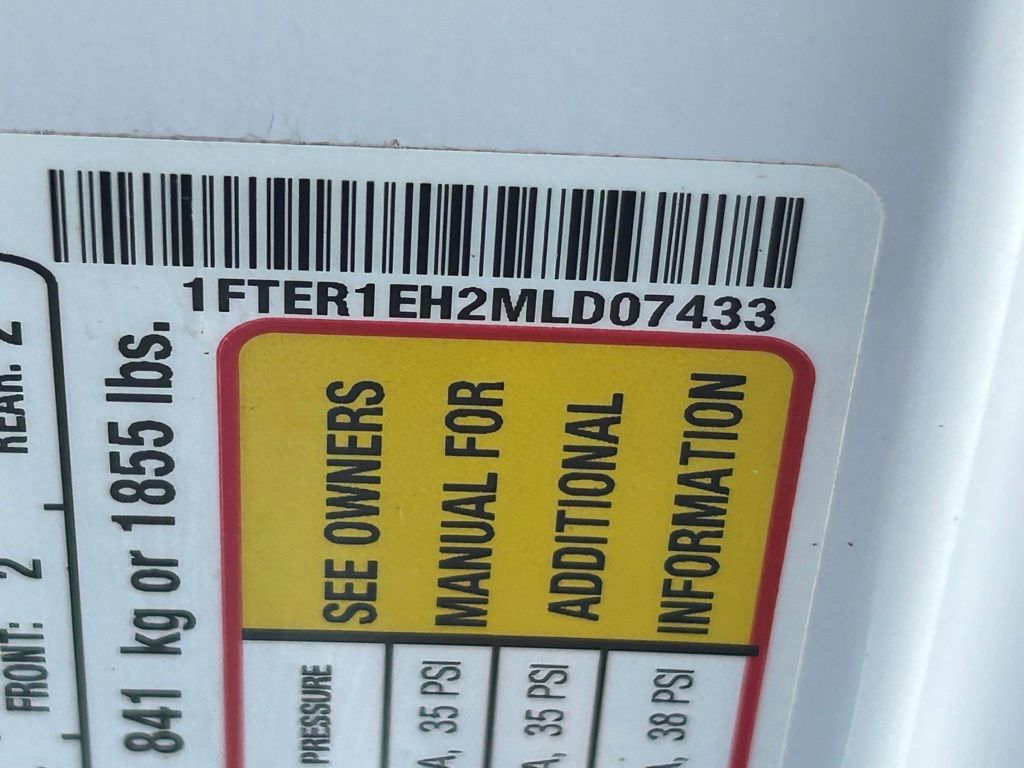 1FTER1EH2MLD07433
REAR: 2
FRONT: 2
841 kg or 1855 lbs.
SEE OWNERS
MANUAL FOR
ADDITIONAL
INFORMATION
PRESSURE
35 PSI
35 PSI
38 PSI